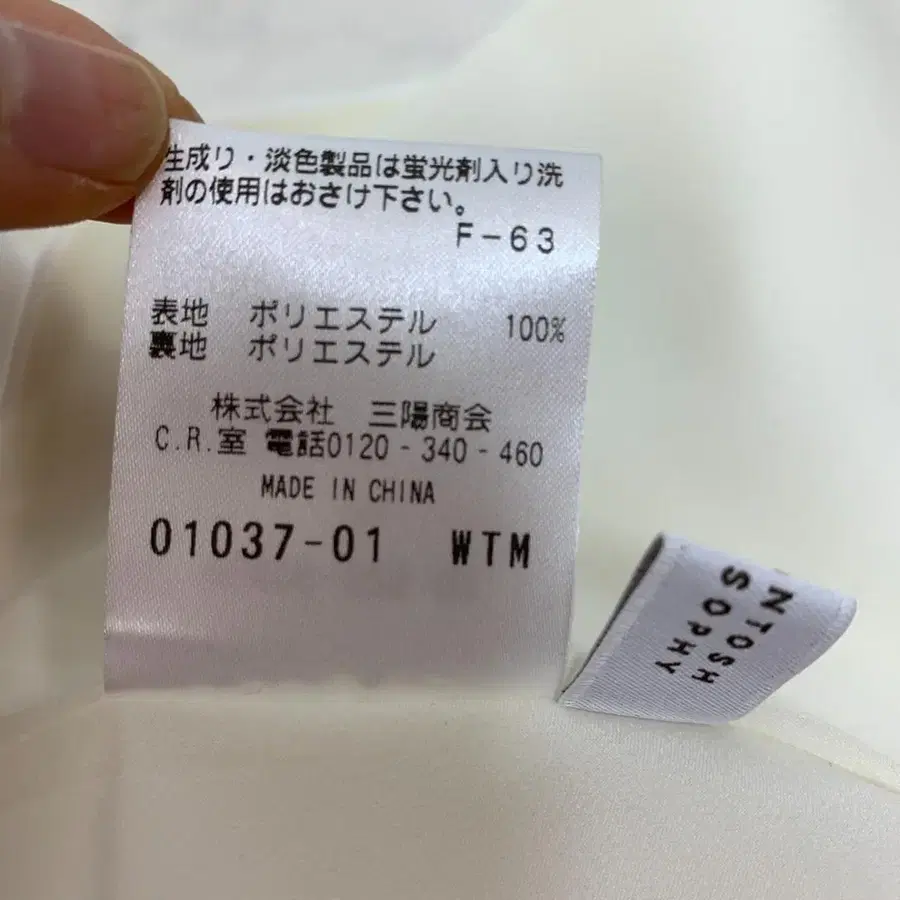 生成り・淡色製品は蛍光剤入り洗
剤の使用はおさけ下さい。
F-63
表地 ポリエステル 100%
裏地 ポリエステル
株式会社 三陽商会
C.R.室 電話0120-340-460
MADE IN CHINA
01037-01 WTM
NTOSH
SOPHY